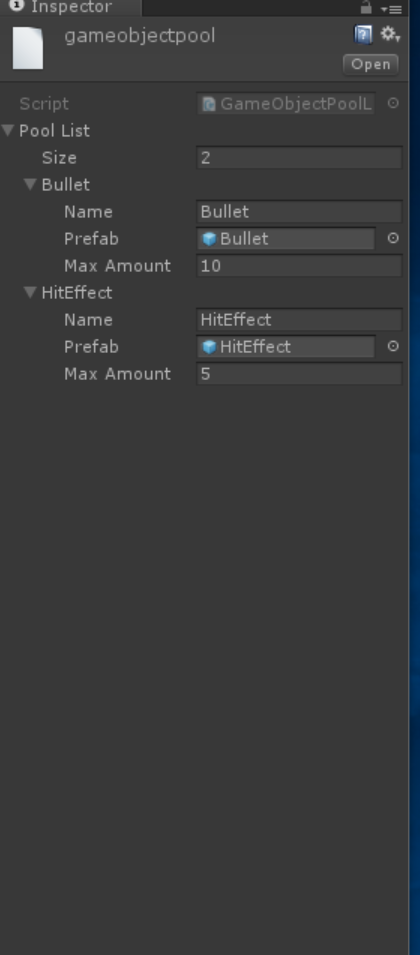 Inspector
gameobjectpool
Open
Script GameObjectPoolL
Pool List
Size 2
Bullet
Name Bullet
Prefab Bullet
Max Amount 10
HitEffect
Name HitEffect
Prefab HitEffect
Max Amount 5